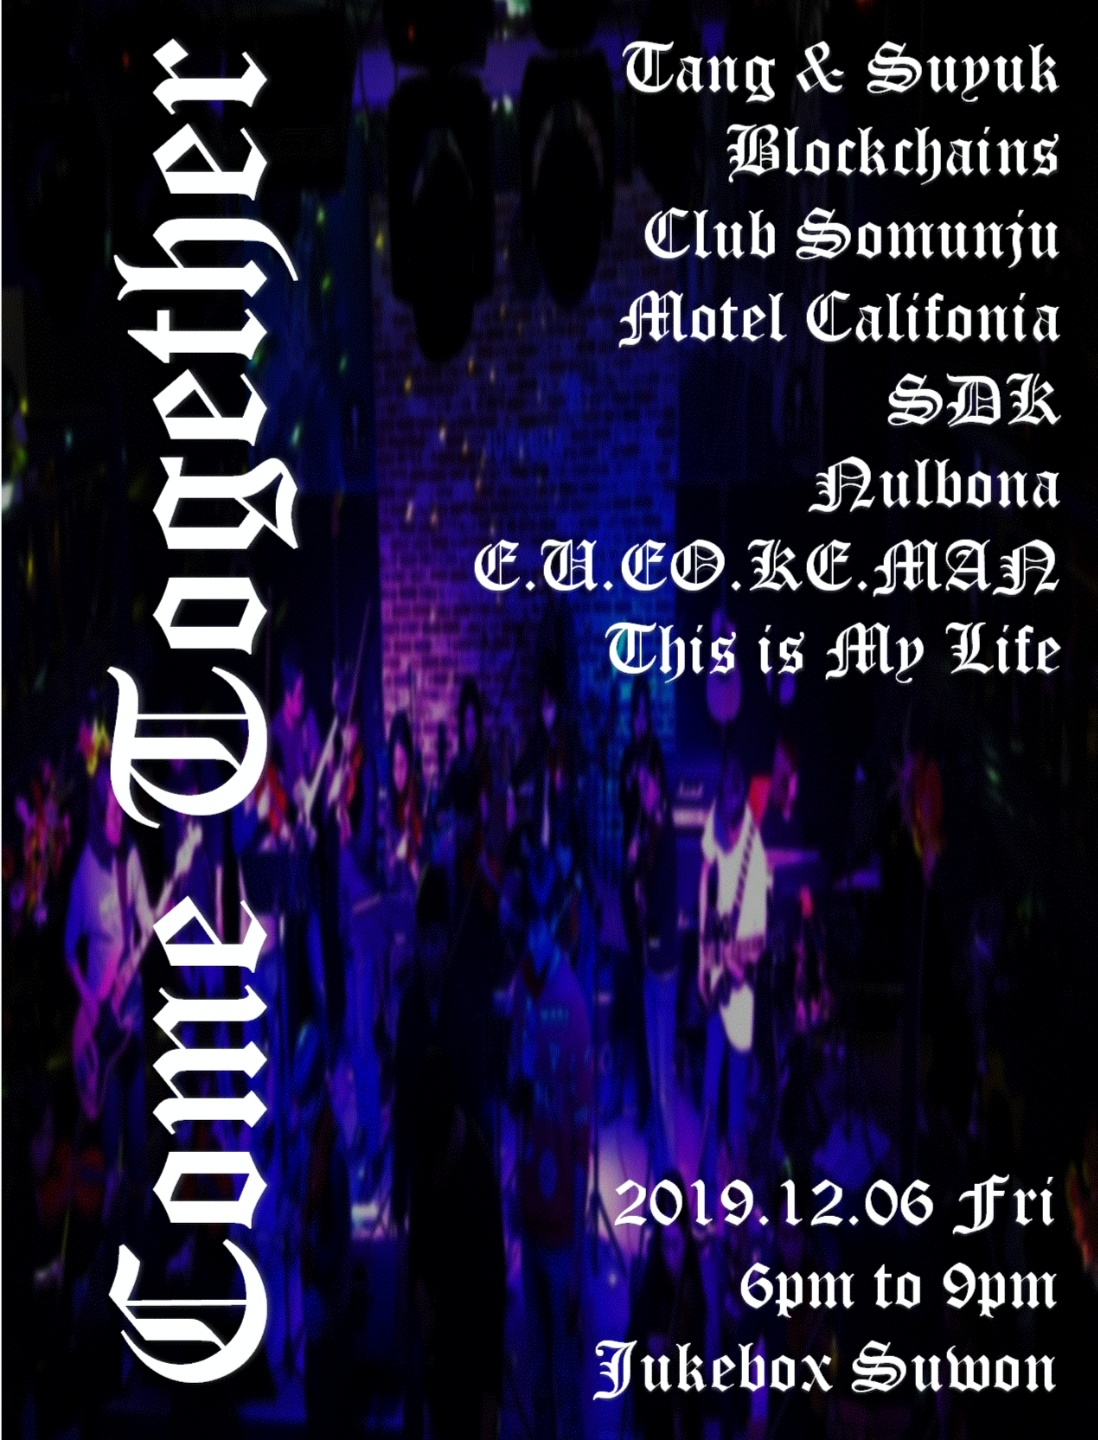 Come Together
Tang & Suyuk
Blockchains
Club Somunju
Motel Califonia
SDK
Nulbona
E.U.EO.KE.MAN
This is My Life
2019.12.06 Fri
6pm to 9pm
Jukebox Suwon